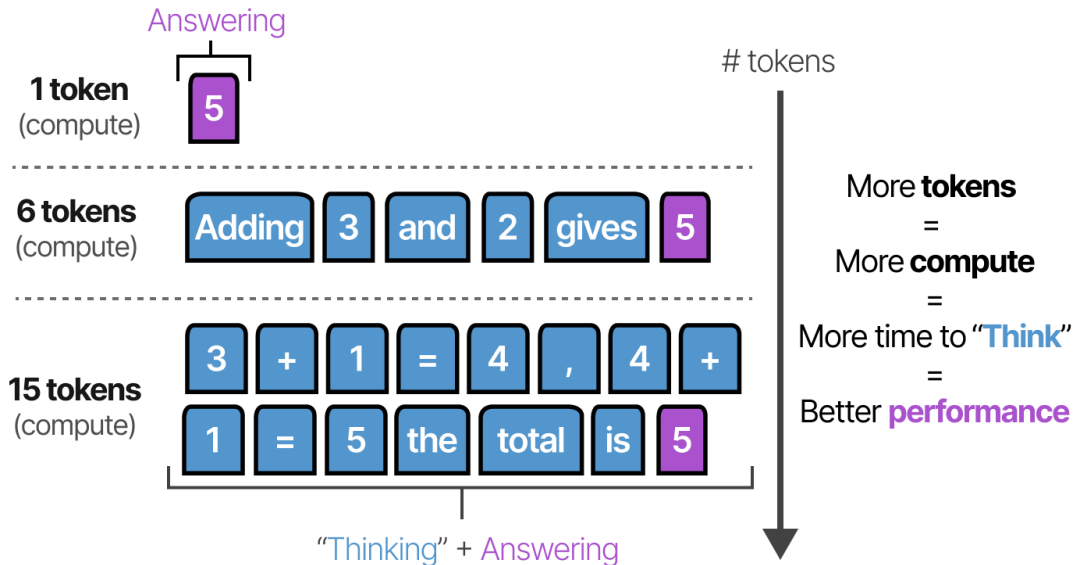 Answering
1 token
(compute)
5
6 tokens
(compute)
Adding 3 and 2 gives 5
15 tokens
(compute)
3 + 1 = 4 , 4 +
1 = 5 the total is 5
"Thinking" + Answering
# tokens
More tokens
=
More compute
=
More time to "Think"
=
Better performance